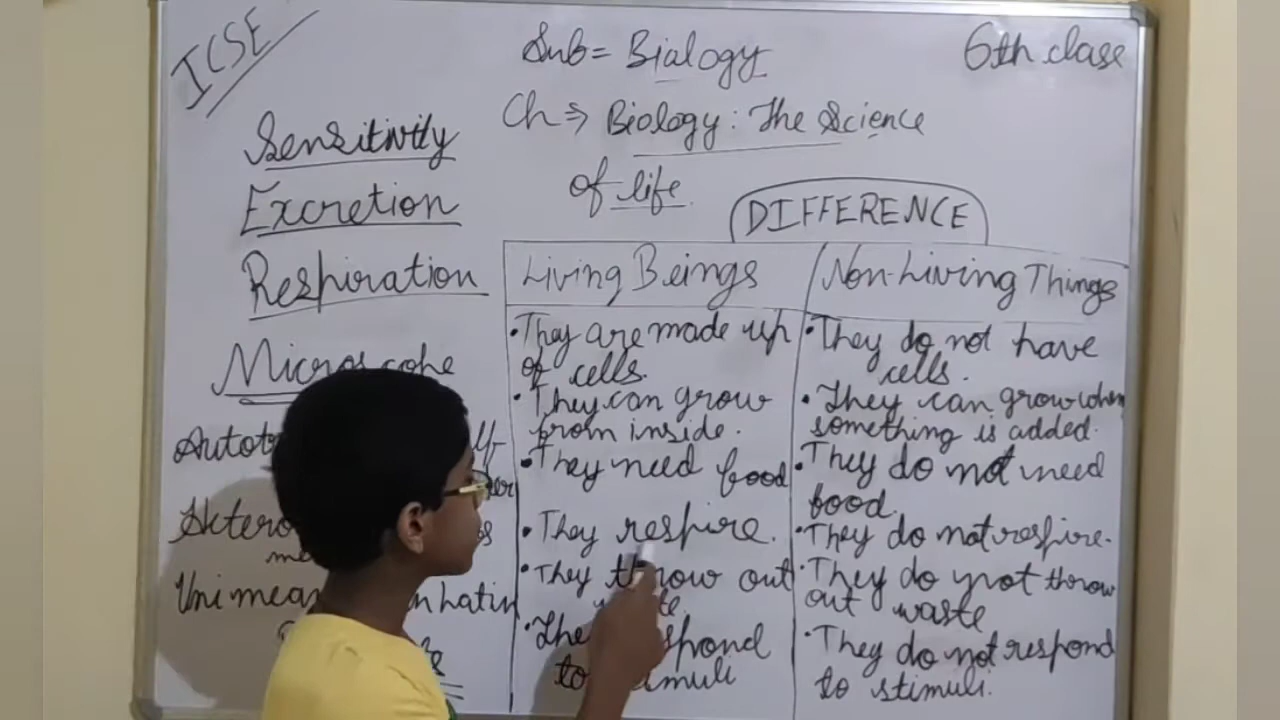 ICSE
Sub = Bialogy
6th class
Ch ⇒ Biology: The Science
of life.
Sensitivity
Excretion
Respiration
Microscope
DIFFERENCE
Living Beings
• They are made up
of cells.
• They can grow
from inside.
• They need food
• They respire.
• They throw out
• respond
to stimuli
Non-Living Things
• They do not have
cells.
• They can grow when
something is added.
• They do not need
food.
• They do not respire.
• They do not throw
out waste
• They do not respond
to stimuli.